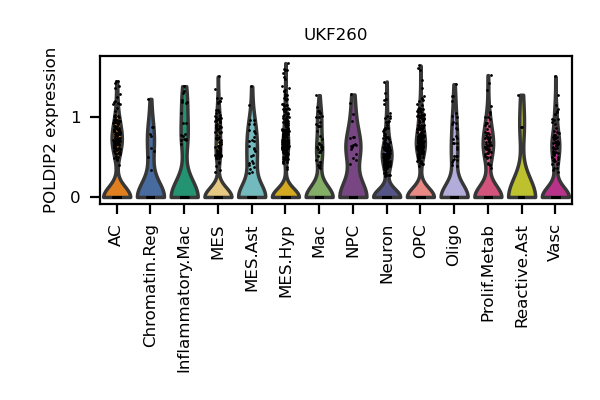 UKF260
POLDIP2 expression
1
0
AC
Chromatin.Reg
Inflammatory.Mac
MES
MES.Ast
MES.Hyp
Mac
NPC
Neuron
OPC
Oligo
Prolif.Metab
Reactive.Ast
Vasc